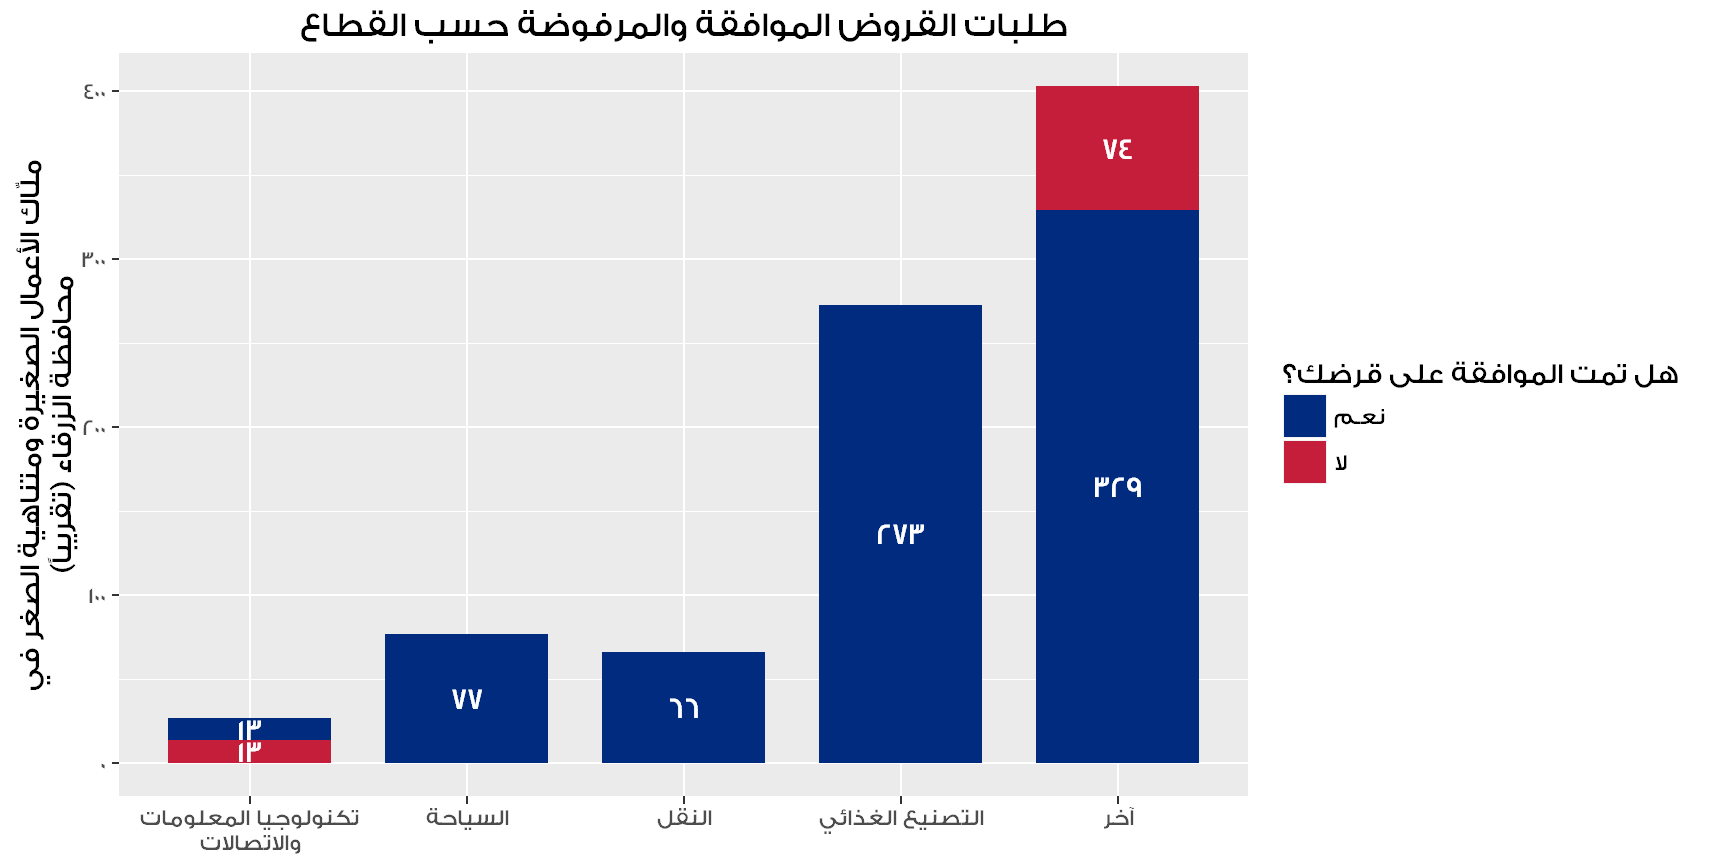 طلبات القروض الموافقة والمرفوضة حسب القطاع
ملّاك الأعمال الصغيرة ومتناهية الصغر في
محافظة الزرقاء (تقريباً)
٤٠٠
٣٠٠
٢٠٠
١٠٠
٠
١٣
١٣
٧٧
٦٦
٢٧٣
٧٤
٣٢٩
تكنولوجيا المعلومات
والاتصالات
السياحة
النقل
التصنيع الغذائي
آخر
هل تمت الموافقة على قرضك؟
نعم
لا